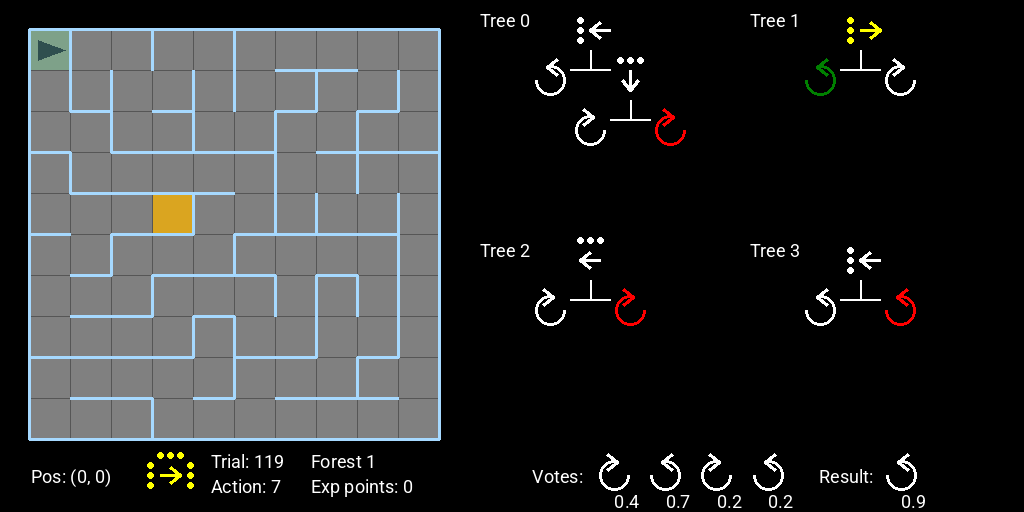 Tree 0
Tree 1
Tree 2
Tree 3
Pos: (0, 0)
Trial: 119
Forest 1
Action: 7
Exp points: 0
Votes:
0.4
0.7
0.2
0.2
Result:
0.9